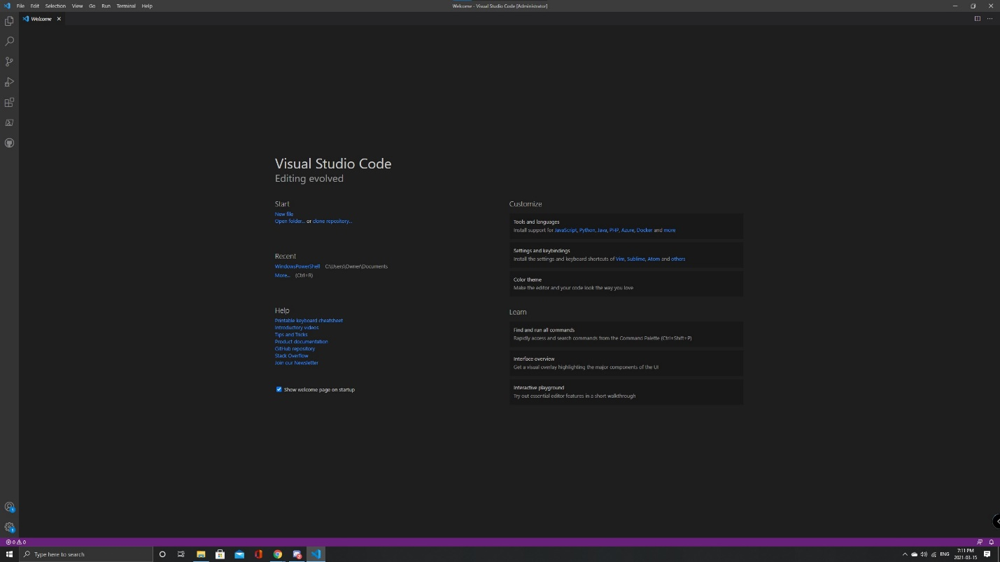 File Edit Selection View Go Run Terminal Help
Welcome - Visual Studio Code [Administrator]
Welcome
Visual Studio Code
Editing evolved
Start
New file
Open folder... or clone repository...
Recent
WindowsPowerShell C:\Users\Owner\Documents
More... (Ctrl+R)
Help
Printable keyboard cheatsheet
Introductory videos
Tips and Tricks
Product documentation
GitHub repository
Stack Overflow
Join our Newsletter
Show welcome page on startup
Customize
Tools and languages
Install support for JavaScript, Python, Java, PHP, Azure, Docker and more
Settings and keybindings
Install the settings and keyboard shortcuts of Vim, Sublime, Atom and others
Color theme
Make the editor and your code look the way you love
Learn
Find and run all commands
Rapidly access and search commands from the Command Palette (Ctrl+Shift+P)
Interface overview
Get a visual overlay highlighting the major components of the UI
Interactive playground
Try out essential editor features in a short walkthrough
1
1
0 0
Type here to search
2
ENG
7:11 PM
2021-03-15